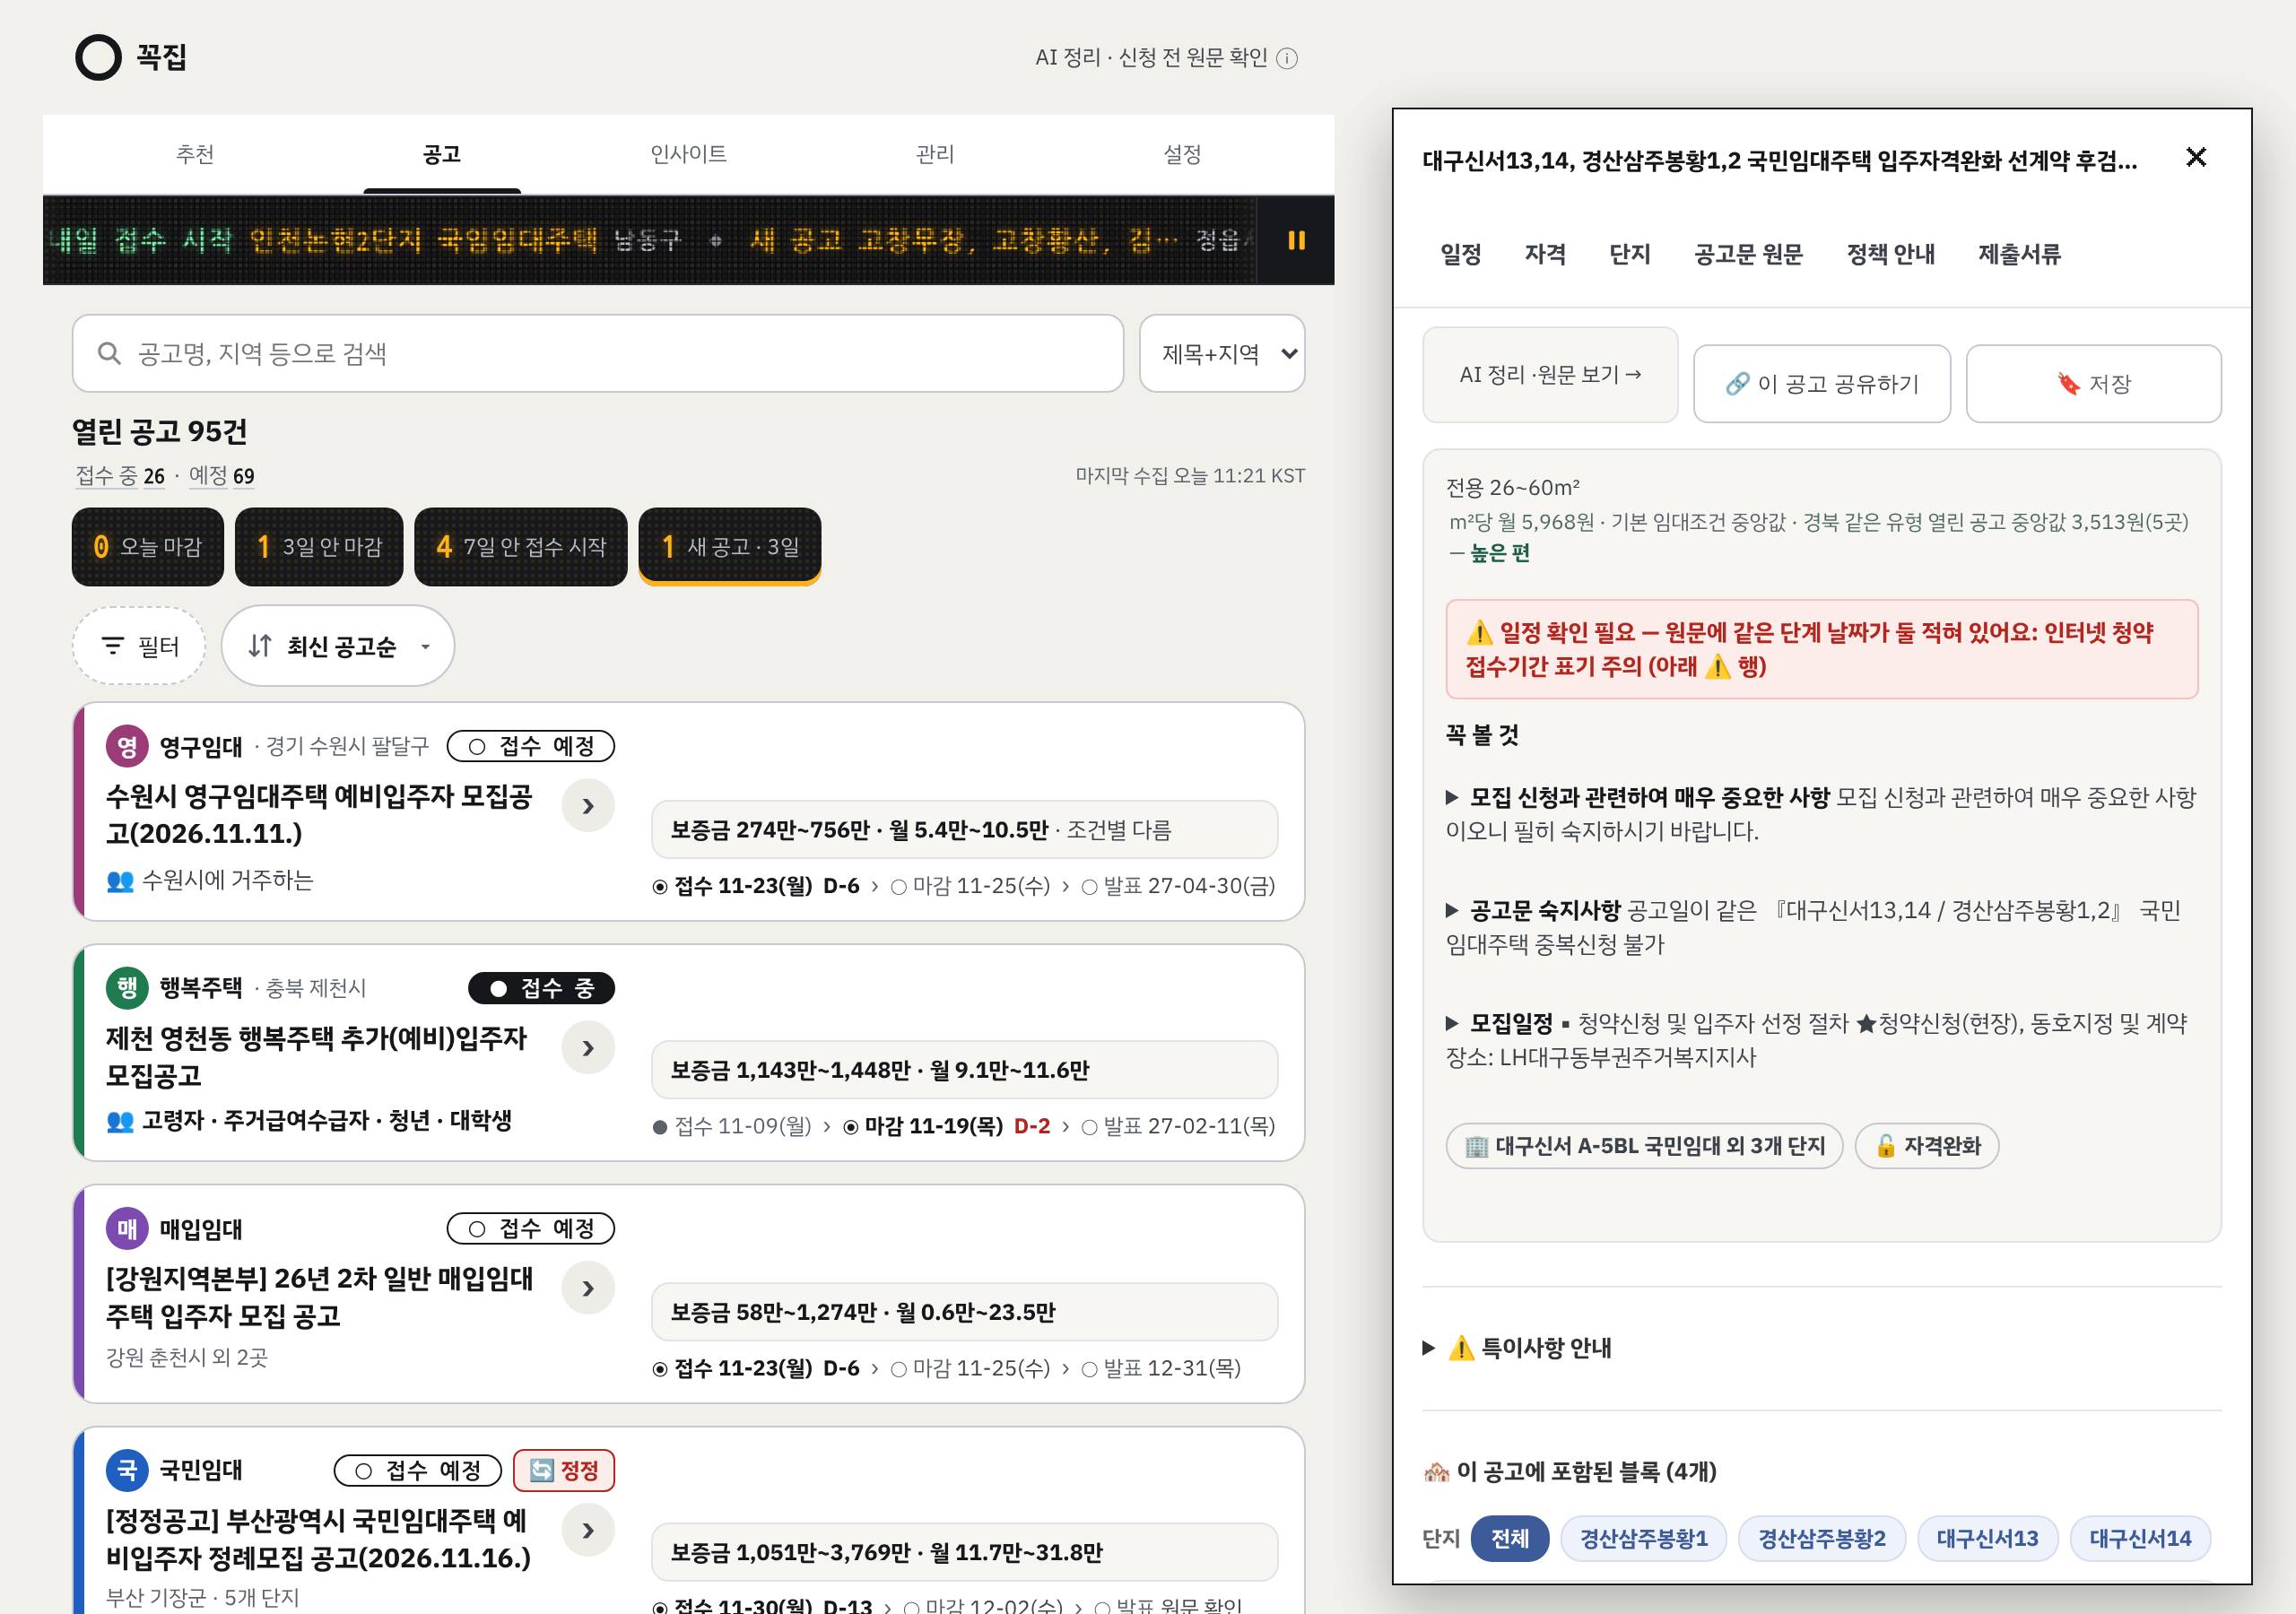 꼭집
AI 정리 · 신청 전 원문 확인 ⓘ
추천 공고 인사이트 관리 설정
내일 접수 시작 인천논현2단지 국임임대주택 남동구 새 공고 고창무장, 고창황산, 김… 정읍
공고명, 지역 등으로 검색
제목+지역
열린 공고 95건
접수 중 26 · 예정 69
마지막 수집 오늘 11:21 KST
0 오늘 마감
1 3일 안 마감
4 7일 안 접수 시작
1 새 공고 · 3일
필터
최신 공고순
영 영구임대 · 경기 수원시 팔달구 ○ 접수 예정
수원시 영구임대주택 예비입주자 모집공
고(2026.11.11.)
👥 수원시에 거주하는
보증금 274만~756만 · 월 5.4만~10.5만 · 조건별 다름
◉ 접수 11-23(월) D-6 › ○ 마감 11-25(수) › ○ 발표 27-04-30(금)
행 행복주택 · 충북 제천시 ● 접수 중
제천 영천동 행복주택 추가(예비)입주자
모집공고
👥 고령자 · 주거급여수급자 · 청년 · 대학생
보증금 1,143만~1,448만 · 월 9.1만~11.6만
● 접수 11-09(월) › ◉ 마감 11-19(목) D-2 › ○ 발표 27-02-11(목)
매 매입임대 ○ 접수 예정
[강원지역본부] 26년 2차 일반 매입임대
주택 입주자 모집 공고
강원 춘천시 외 2곳
보증금 58만~1,274만 · 월 0.6만~23.5만
◉ 접수 11-23(월) D-6 › ○ 마감 11-25(수) › ○ 발표 12-31(목)
국 국민임대 ○ 접수 예정 🔄 정정
[정정공고] 부산광역시 국민임대주택 예
비입주자 정례모집 공고(2026.11.16.)
부산 기장군 · 5개 단지
보증금 1,051만~3,769만 · 월 11.7만~31.8만
◉ 접수 11-30(월) D-13 › ○ 마감 12-02(수) › ○ 발표 원문 확인
대구신서13,14, 경산삼주봉황1,2 국민임대주택 입주자격완화 선계약 후검… ✕
일정 자격 단지 공고문 원문 정책 안내 제출서류
AI 정리 ·원문 보기 →
🔗 이 공고 공유하기
🔖 저장
전용 26~60m²
m²당 월 5,968원 · 기본 임대조건 중앙값 · 경북 같은 유형 열린 공고 중앙값 3,513원(5곳)
— 높은 편
⚠️ 일정 확인 필요 — 원문에 같은 단계 날짜가 둘 적혀 있어요: 인터넷 청약
접수기간 표기 주의 (아래 ⚠️ 행)
꼭 볼 것
▶ 모집 신청과 관련하여 매우 중요한 사항 모집 신청과 관련하여 매우 중요한 사항
이오니 필히 숙지하시기 바랍니다.
▶ 공고문 숙지사항 공고일이 같은 『대구신서13,14 / 경산삼주봉황1,2』 국민
임대주택 중복신청 불가
▶ 모집일정 ▪ 청약신청 및 입주자 선정 절차 ★청약신청(현장), 동호지정 및 계약
장소: LH대구동부권주거복지지사
🏢 대구신서 A-5BL 국민임대 외 3개 단지
🔓 자격완화
▶ ⚠️ 특이사항 안내
🏘️ 이 공고에 포함된 블록 (4개)
단지 전체 경산삼주봉황1 경산삼주봉황2 대구신서13 대구신서14